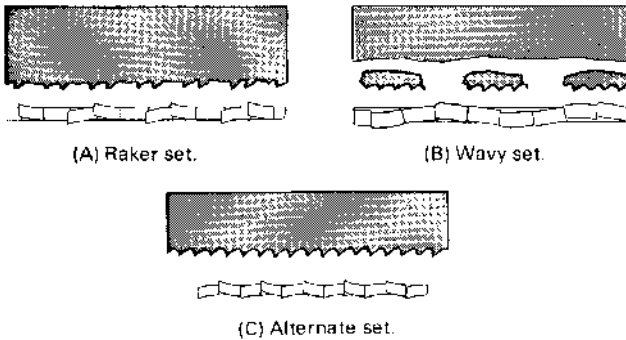 (A) Raker set.
(B) Wavy set.
(C) Alternate set.